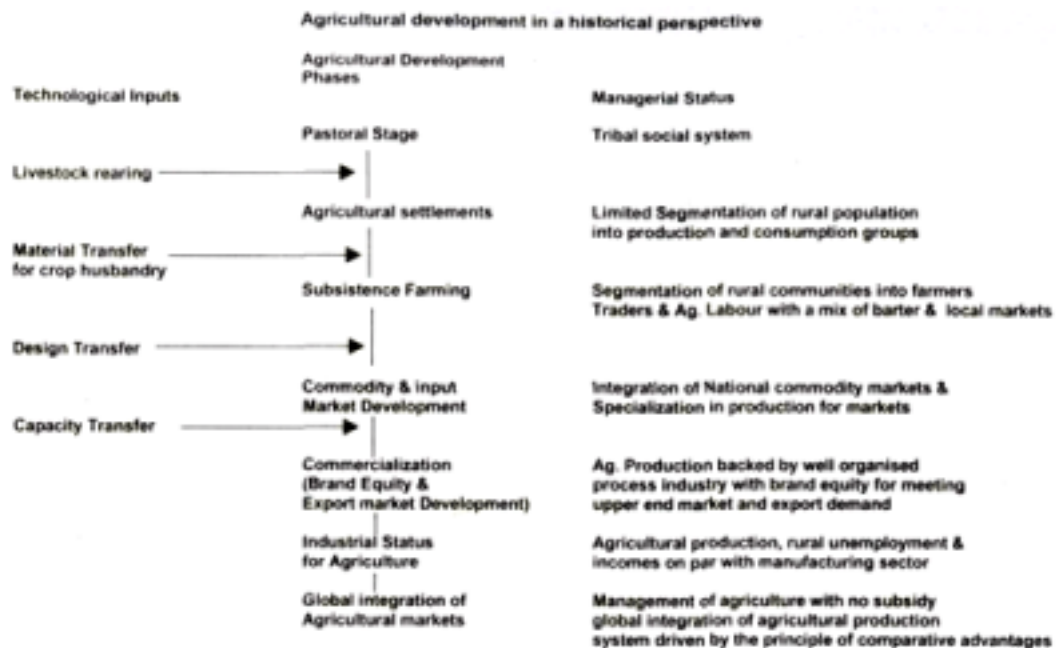 Agricultural development in a historical perspective
Agricultural Development
Phases
Technological Inputs
Managerial Status
Pastoral Stage
Tribal social system
Livestock rearing
Agricultural settlements
Limited Segmentation of rural population
into production and consumption groups
Material Transfer
for crop husbandry
Subsistence Farming
Segmentation of rural communities into farmers
Traders & Ag. Labour with a mix of barter & local markets
Design Transfer
Commodity & input
Market Development
Integration of National commodity markets &
Specialization in production for markets
Capacity Transfer
Commercialization
(Brand Equity &
Export market Development)
Ag. Production backed by well organised
process industry with brand equity for meeting
upper end market and export demand
Industrial Status
for Agriculture
Agricultural production, rural unemployment &
incomes on par with manufacturing sector
Global integration of
Agricultural markets
Management of agriculture with no subsidy
global integration of agricultural production
system driven by the principle of comparative advantages